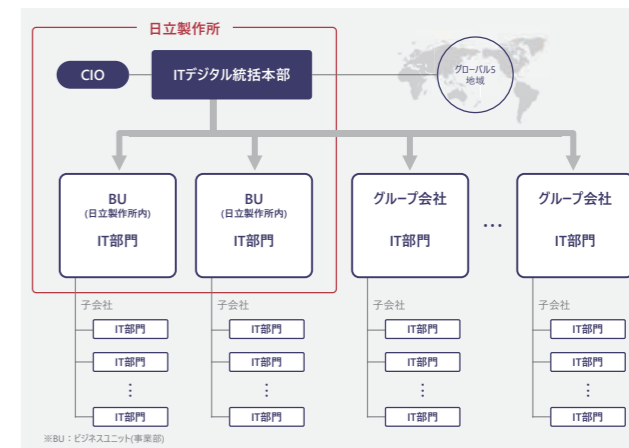 日立製作所
CIO
ITデジタル統括本部
グローバル5
地域
BU
(日立製作所内)
IT部門
BU
(日立製作所内)
IT部門
グループ会社
IT部門
…
グループ会社
IT部門
子会社
IT部門
IT部門
⋮
IT部門
子会社
IT部門
IT部門
⋮
IT部門
子会社
IT部門
IT部門
⋮
IT部門
子会社
IT部門
IT部門
⋮
IT部門
※BU：ビジネスユニット(事業部)